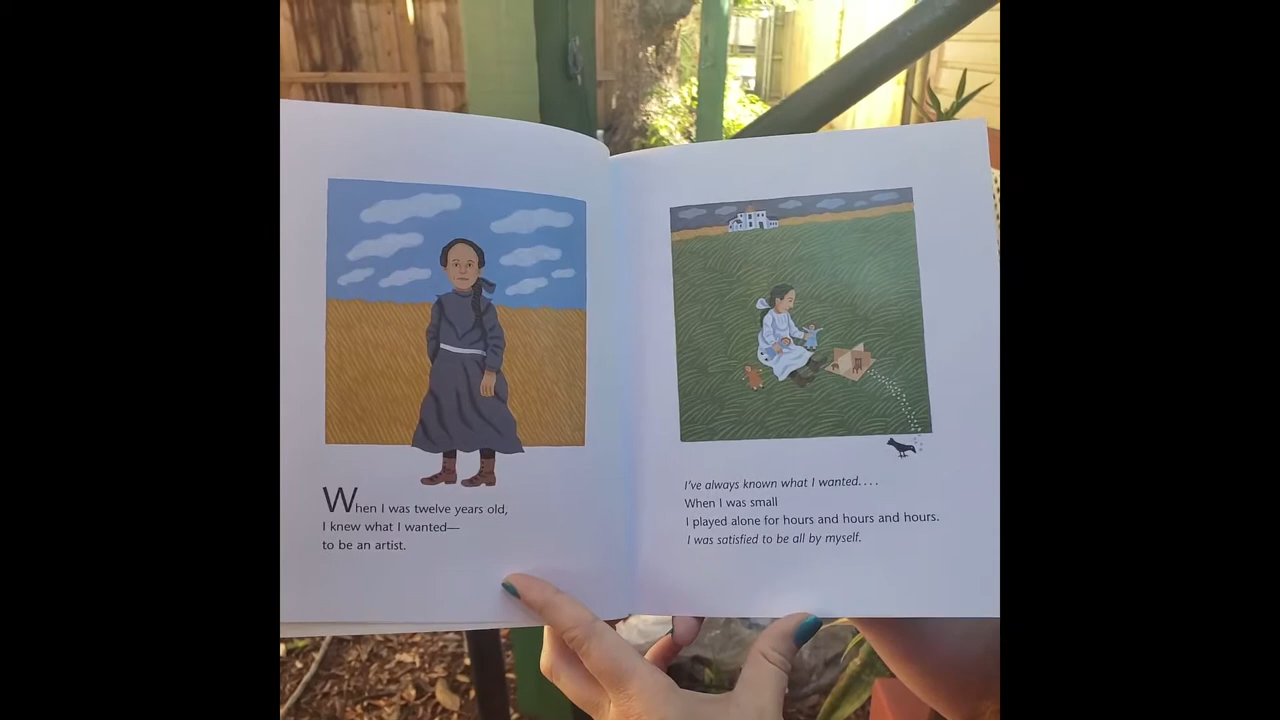 When I was twelve years old,
I knew what I wanted—
to be an artist.
I've always known what I wanted. . . .
When I was small
I played alone for hours and hours and hours.
I was satisfied to be all by myself.